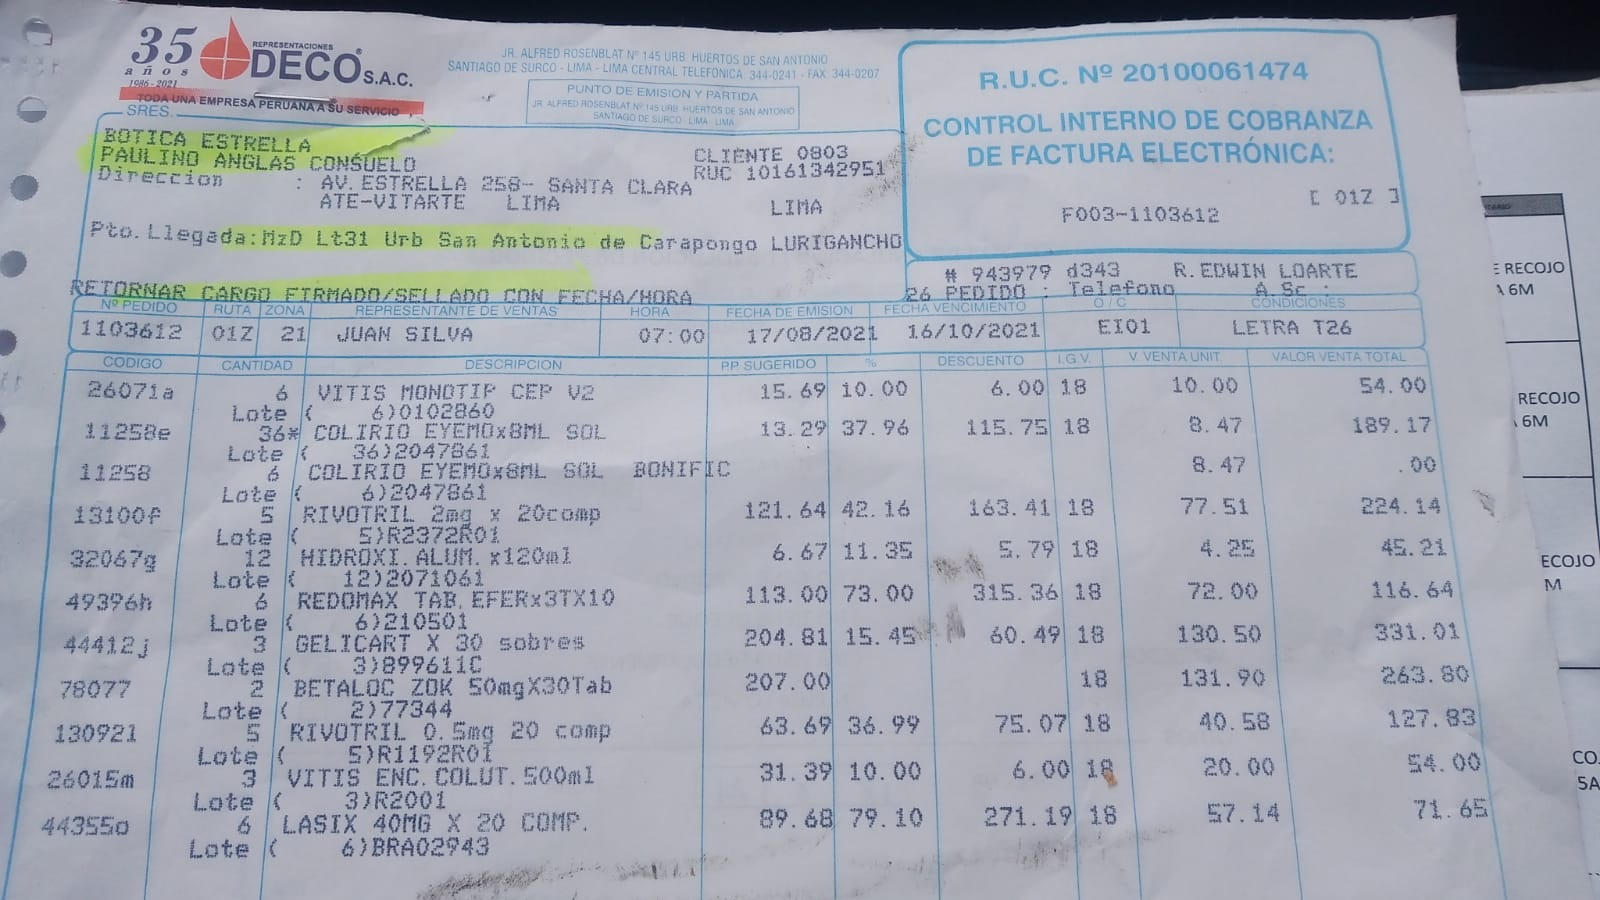 35 años 1986-2021
REPRESENTACIONES
DECO S.A.C.
TODA UNA EMPRESA PERUANA A SU SERVICIO
JR. ALFRED ROSENBLAT Nº 145 URB. HUERTOS DE SAN ANTONIO
SANTIAGO DE SURCO - LIMA - LIMA CENTRAL TELEFONICA: 344-0241 - FAX: 344-0207
PUNTO DE EMISION Y PARTIDA
JR. ALFRED ROSENBLAT Nº 145 URB. HUERTOS DE SAN ANTONIO
SANTIAGO DE SURCO - LIMA - LIMA
R.U.C. Nº 20100061474
CONTROL INTERNO DE COBRANZA
DE FACTURA ELECTRÓNICA:
[ 01Z ]
F003-1103612
SRES.
BOTICA ESTRELLA
PAULINO ANGLAS CONSUELO CLIENTE 0803
RUC 10161342951
Direccion : AV. ESTRELLA 258- SANTA CLARA
ATE-VITARTE LIMA LIMA
Pto.Llegada:MzD Lt31 Urb San Antonio de Carapongo LURIGANCHO
# 943979 d343 R.EDWIN LOARTE
RETORNAR CARGO FIRMADO/SELLADO CON FECHA/HORA 26 PEDIDO : Telefono A.Sc :
Nº PEDIDO RUTA ZONA REPRESENTANTE DE VENTAS HORA FECHA DE EMISION FECHA VENCIMIENTO O / C CONDICIONES
1103612 01Z 21 JUAN SILVA 07:00 17/08/2021 16/10/2021 EI01 LETRA T26
CODIGO CANTIDAD DESCRIPCION P.P. SUGERIDO % DESCUENTO I.G.V. V. VENTA UNIT. VALOR VENTA TOTAL
26071a 6 VITIS MONOTIP CEP V2 15.69 10.00 6.00 18 10.00 54.00
Lote ( 6)0102860
11258e 36* COLIRIO EYEMOx8ML SOL 13.29 37.96 115.75 18 8.47 189.17
Lote ( 36)2047861
11258 6 COLIRIO EYEMOx8ML SOL BONIFIC 8.47 .00
Lote ( 6)2047861
13100f 5 RIVOTRIL 2mg x 20comp 121.64 42.16 163.41 18 77.51 224.14
Lote ( 5)R2372R01
32067g 12 HIDROXI.ALUM.x120ml 6.67 11.35 5.79 18 4.25 45.21
Lote ( 12)2071061
49396h 6 REDOMAX TAB.EFERx3TX10 113.00 73.00 315.36 18 72.00 116.64
Lote ( 6)210501
44412j 3 GELICART X 30 sobres 204.81 15.45 60.49 18 130.50 331.01
Lote ( 3)899611C
78077 2 BETALOC ZOK 50mgX30Tab 207.00 18 131.90 263.80
Lote ( 2)77344
13092l 5 RIVOTRIL 0.5mg 20 comp 63.69 36.99 75.07 18 40.58 127.83
Lote ( 5)R1192R01
26015m 3 VITIS ENC.COLUT.500ml 31.39 10.00 6.00 18 20.00 54.00
Lote ( 3)R2001
44355o 6 LASIX 40MG X 20 COMP. 89.68 79.10 271.19 18 57.14 71.65
Lote ( 6)BRA02943
E RECOJO
A 6M
RECOJO
6M
ECOJO
M